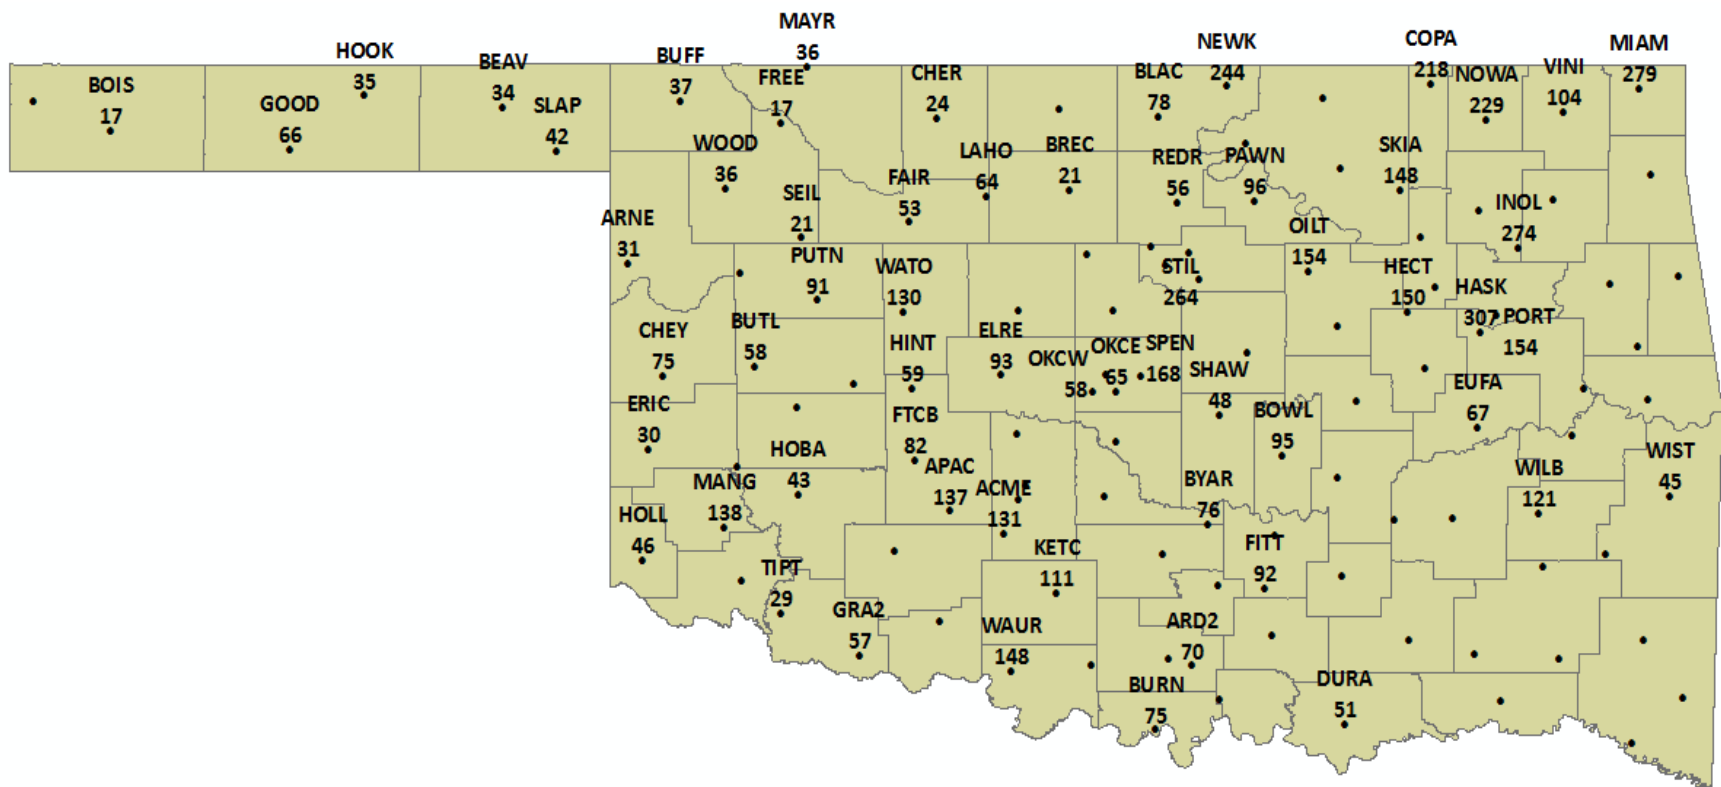 MAYR
36
NEWK
244
COPA
218
MIAM
279
HOOK
35
BEAV
34
BUFF
37
FREE
17
CHER
24
BLAC
78
NOWA
229
VINI
104
BOIS
17
GOOD
66
SLAP
42
WOOD
36
SEIL
21
FAIR
53
LAHO
64
BREC
21
REDR
56
PAWN
96
SKIA
148
INOL
274
ARNE
31
PUTN
91
WATO
130
STIL
264
OILT
154
HECT
150
HASK
307
PORT
154
CHEY
75
BUTL
58
HINT
59
ELRE
93
OKCW
58
OKCE
65
SPEN
168
SHAW
48
BOWL
95
EUFA
67
ERIC
30
HOBA
43
FTCB
82
APAC
137
ACME
131
BYAR
76
WILB
121
WIST
45
MANG
138
HOLL
46
TIPT
29
KETC
111
FITT
92
GRA2
57
WAUR
148
ARD2
70
BURN
75
DURA
51